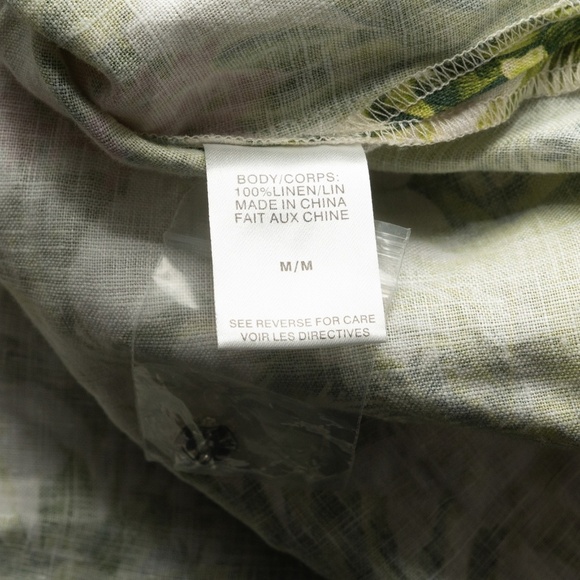 BODY/CORPS:
100%LINEN/LIN
MADE IN CHINA
FAIT AUX CHINE
M/M
SEE REVERSE FOR CARE
VOIR LES DIRECTIVES